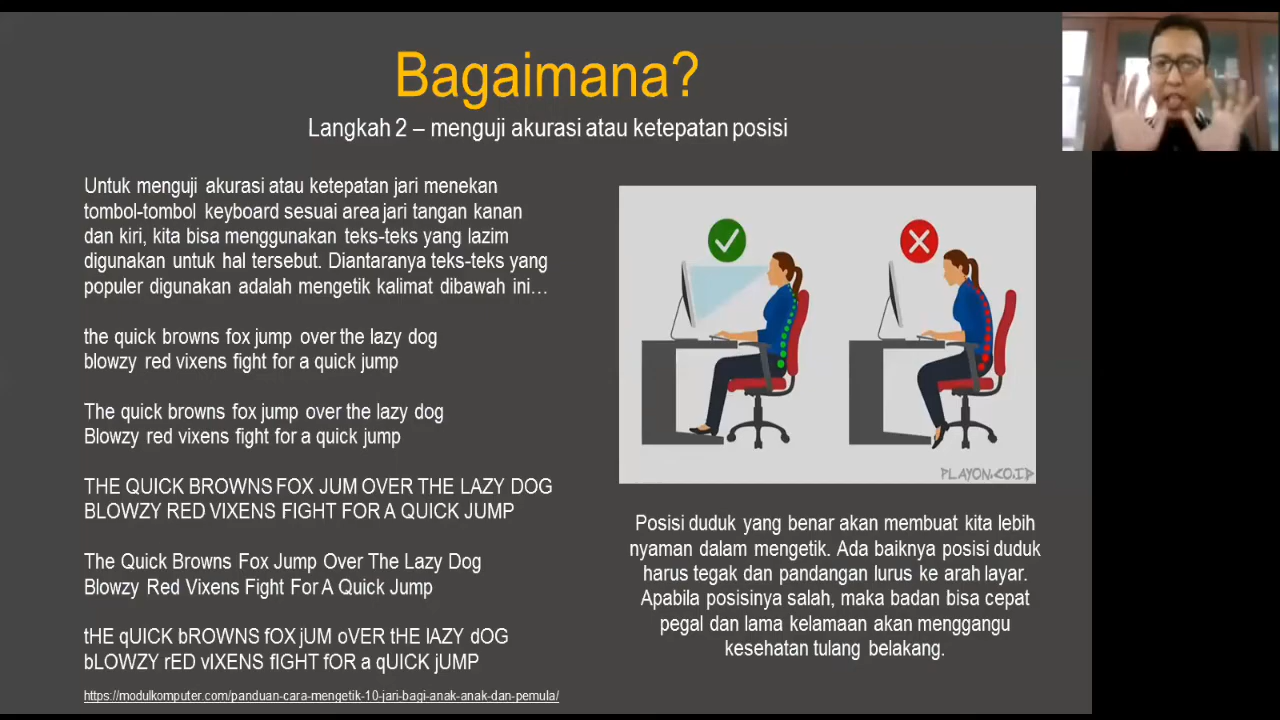 Bagaimana?
Langkah 2 – menguji akurasi atau ketepatan posisi
Untuk menguji akurasi atau ketepatan jari menekan
tombol-tombol keyboard sesuai area jari tangan kanan
dan kiri, kita bisa menggunakan teks-teks yang lazim
digunakan untuk hal tersebut. Diantaranya teks-teks yang
populer digunakan adalah mengetik kalimat dibawah ini…
the quick browns fox jump over the lazy dog
blowzy red vixens fight for a quick jump
The quick browns fox jump over the lazy dog
Blowzy red vixens fight for a quick jump
THE QUICK BROWNS FOX JUM OVER THE LAZY DOG
BLOWZY RED VIXENS FIGHT FOR A QUICK JUMP
The Quick Browns Fox Jump Over The Lazy Dog
Blowzy Red Vixens Fight For A Quick Jump
tHE qUICK bROWNS fOX jUM oVER tHE lAZY dOG
bLOWZY rED vIXENS fIGHT fOR a qUICK jUMP
https://modulkomputer.com/panduan-cara-mengetik-10-jari-bagi-anak-anak-dan-pemula/
PLAYON.CO.ID
Posisi duduk yang benar akan membuat kita lebih
nyaman dalam mengetik. Ada baiknya posisi duduk
harus tegak dan pandangan lurus ke arah layar.
Apabila posisinya salah, maka badan bisa cepat
pegal dan lama kelamaan akan menggangu
kesehatan tulang belakang.